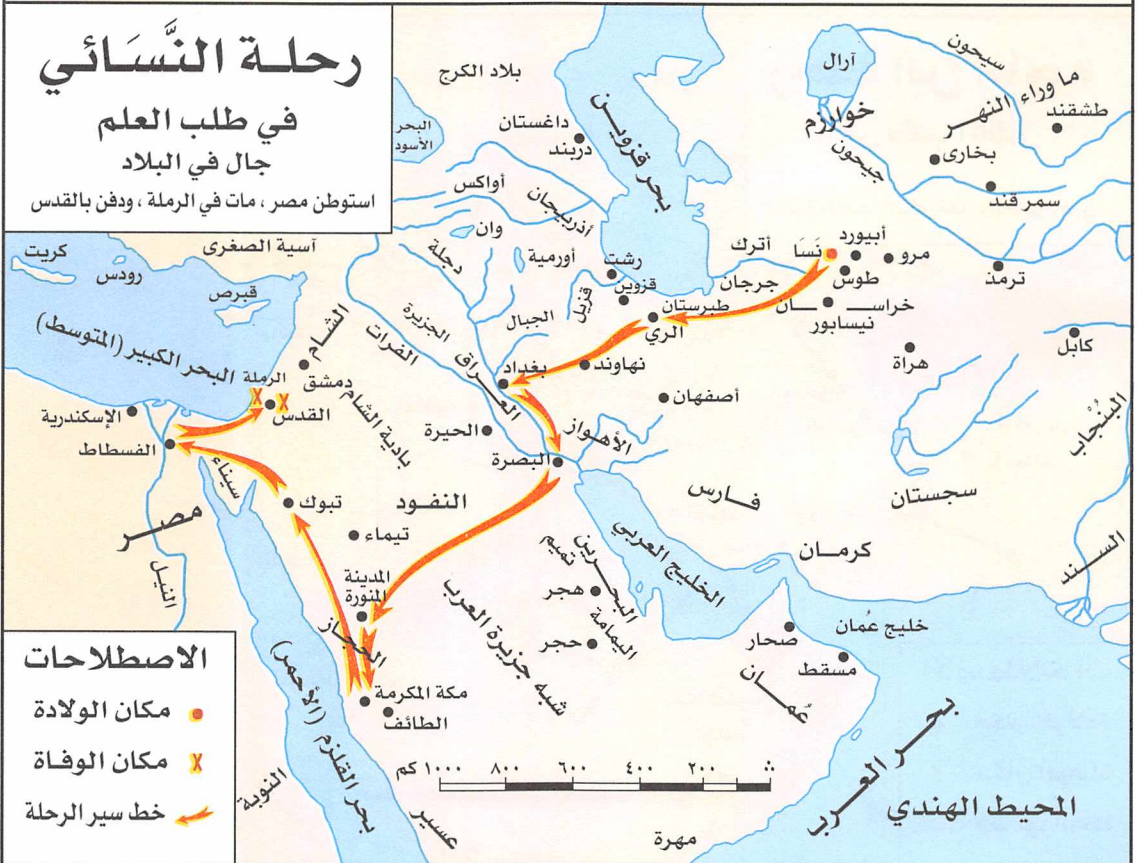 رحلة النَّسَائي
في طلب العلم
جال في البلاد
استوطن مصر، مات في الرملة، ودفن بالقدس
بلاد الكرج
البحر
الأسود
داغستان
دربند
بحر قزوين
آرال
خوارزم
سيحون
ما وراء النهر
طشقند
بخارى
سمر قند
جيحون
ترمذ
أواكس
أذربيجان
وان
أورمية
دجلة
رشت
قزوين
قزيل
أترك
جرجان
طبرستان
الري
نَسَا
أبيورد
طوس
مرو
خراسان
نيسابور
هراة
كابل
آسية الصغرى
كريت
رودس
قبرص
البحر الكبير (المتوسط)
الشام
الجزيرة
الفرات
الجبال
العراق
بغداد
نهاوند
أصفهان
دمشق
بادية الشام
الرملة
القدس
الإسكندرية
الفسطاط
سيناء
مصر
النيل
الحيرة
البصرة
الأهواز
النفود
تبوك
تيماء
فارس
سجستان
البُنْجاب
السند
كرمان
الخليج العربي
البحرين
تميم
هجر
اليمامة
حجر
المدينة
المنورة
الحجاز
شبه جزيرة العرب
مكة المكرمة
الطائف
خليج عُمان
صحار
مسقط
عُمان
بحر العرب
المحيط الهندي
بحر القلزم (الأحمر)
النوبة
عسير
مهرة
٢٠٠ ٤٠٠ ٦٠٠ ٨٠٠ ١٠٠٠ كم
الاصطلاحات
مكان الولادة
مكان الوفاة
خط سير الرحلة